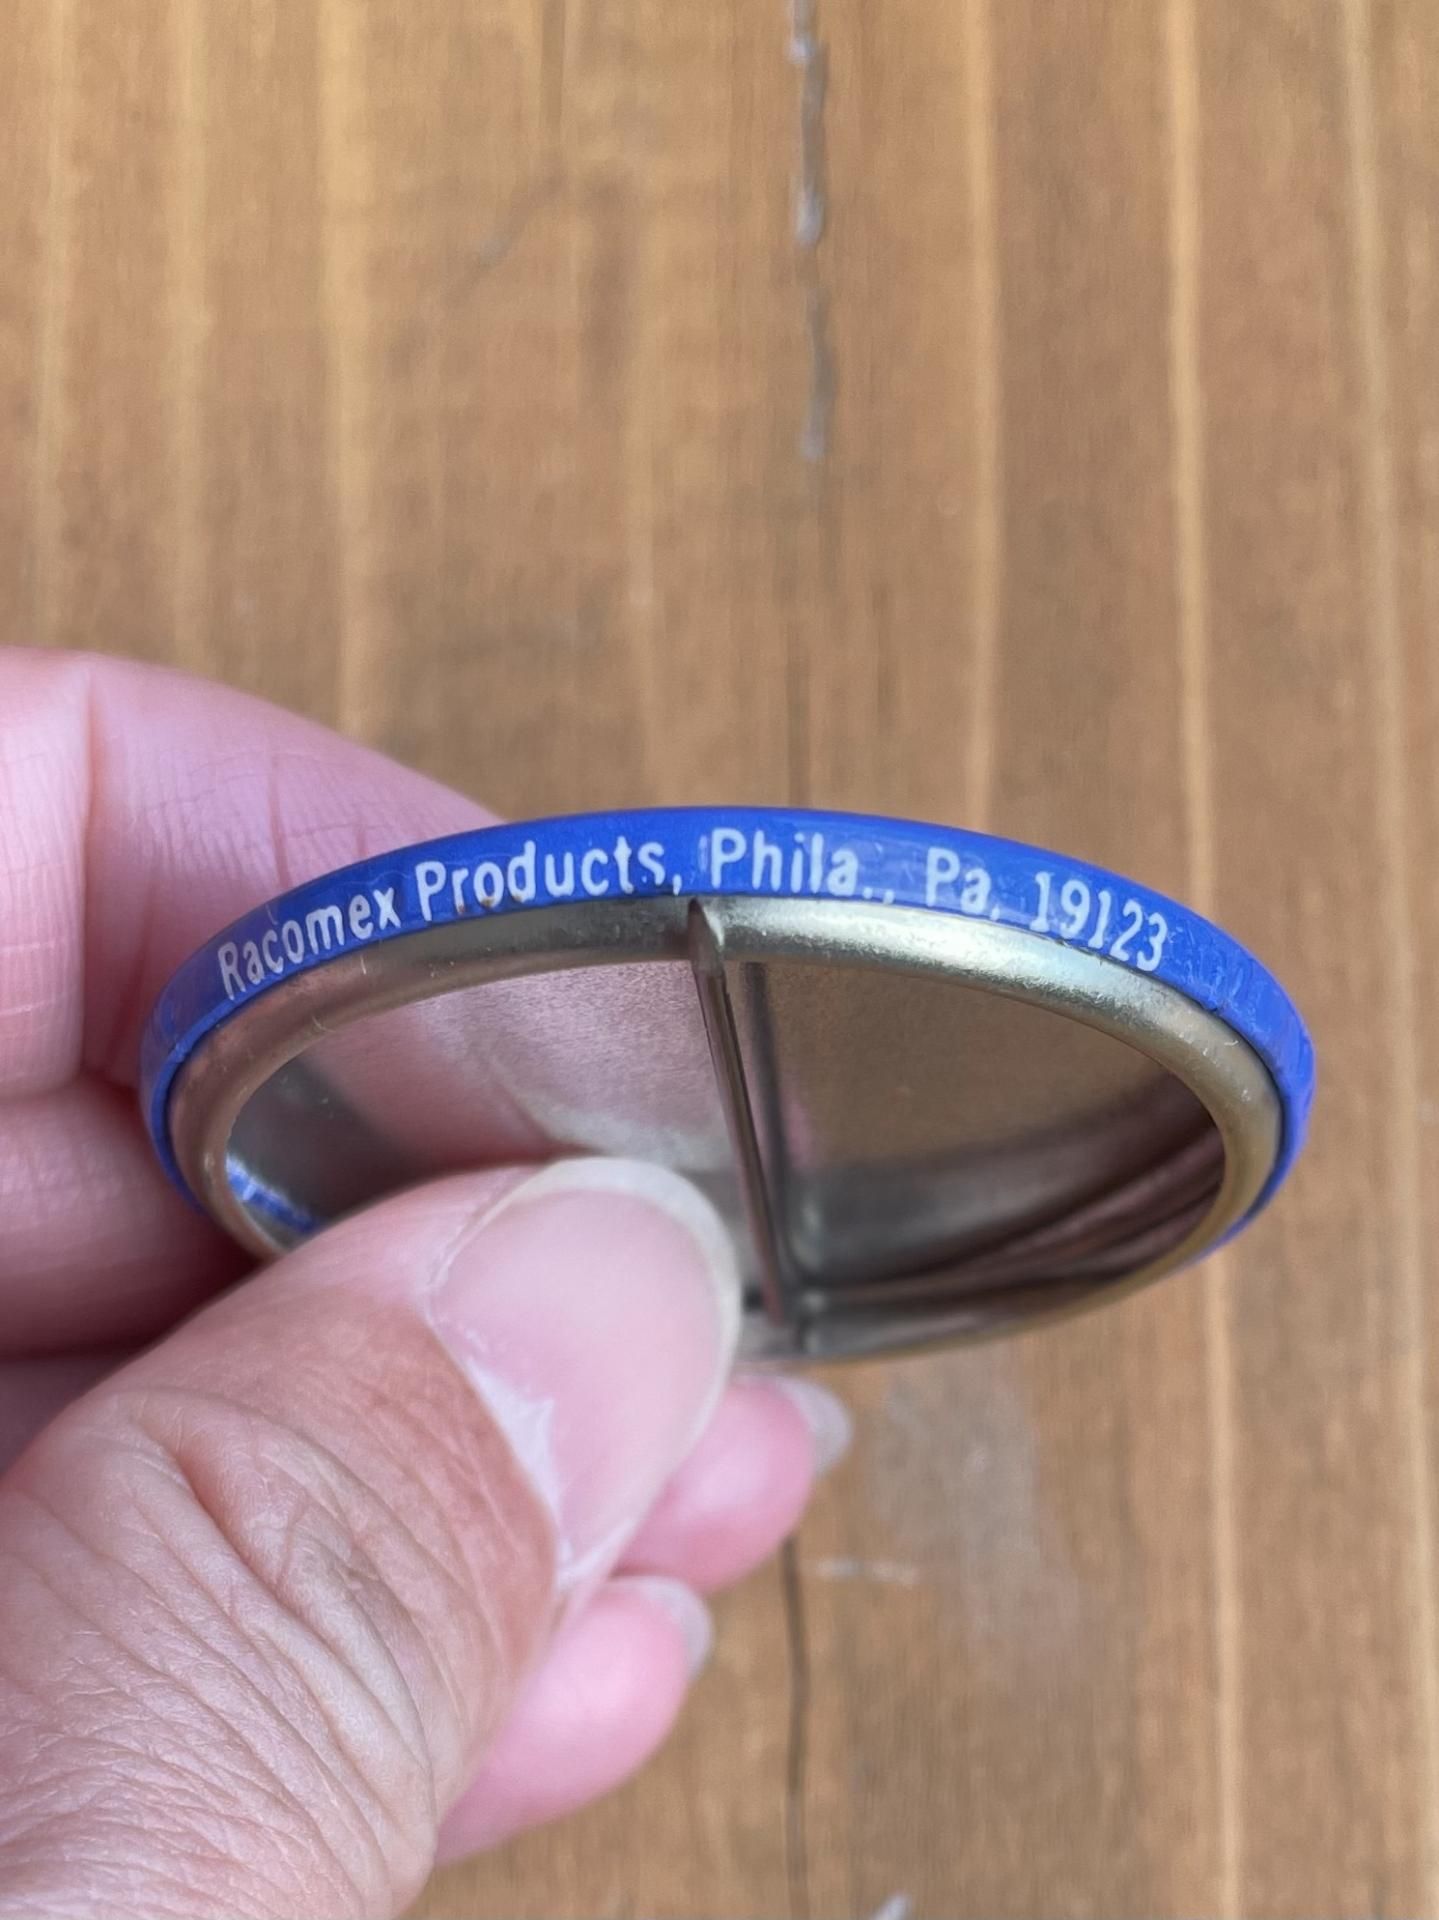 Racomex Products, Phila., Pa. 19123